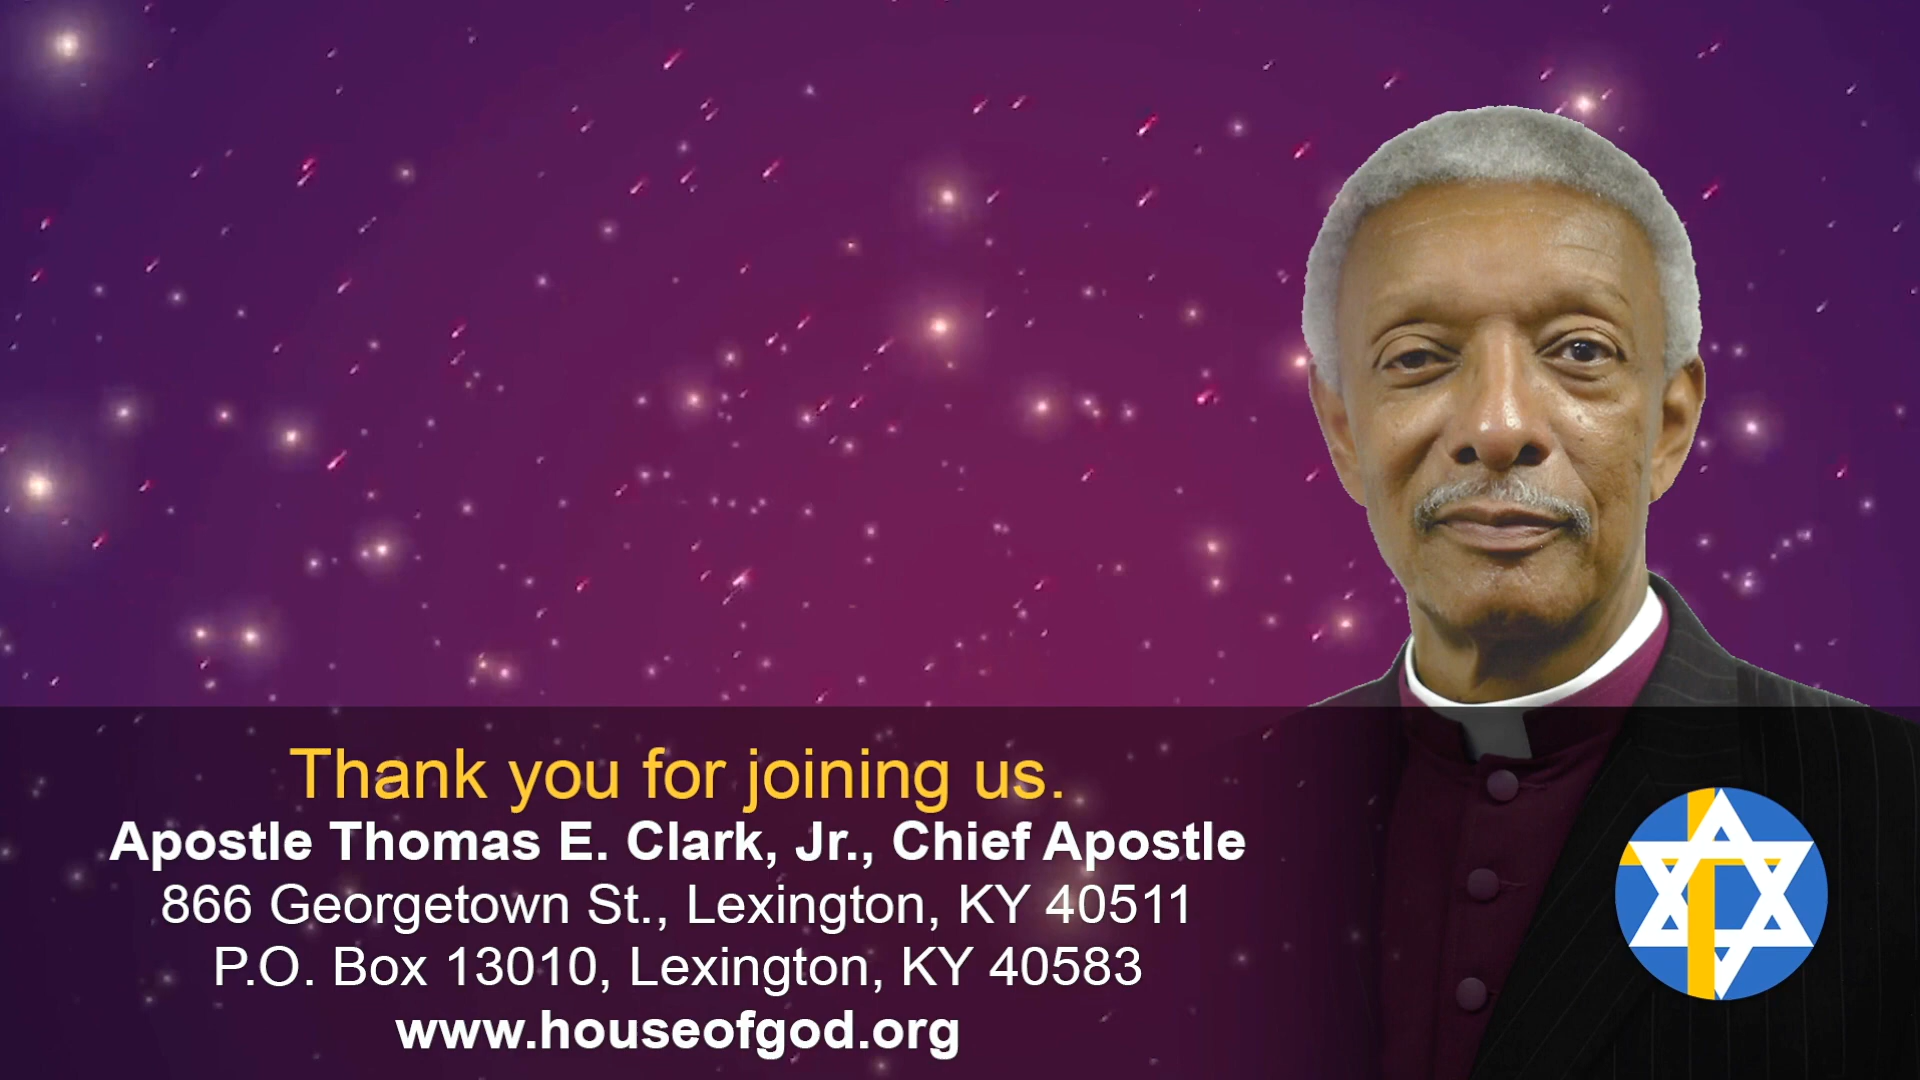 Thank you for joining us.
Apostle Thomas E. Clark, Jr., Chief Apostle
866 Georgetown St., Lexington, KY 40511
P.O. Box 13010, Lexington, KY 40583
www.houseofgod.org